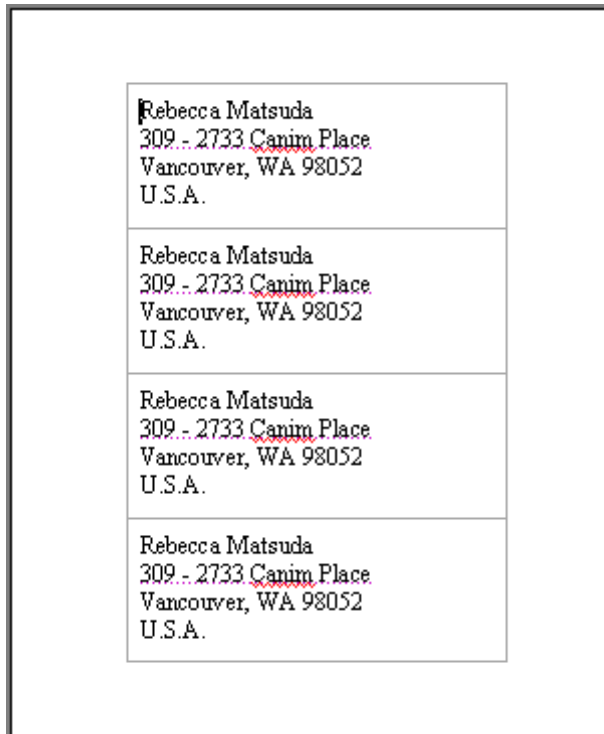 Rebecca Matsuda
309 - 2733 Canim Place
Vancouver, WA 98052
U.S.A.
Rebecca Matsuda
309 - 2733 Canim Place
Vancouver, WA 98052
U.S.A.
Rebecca Matsuda
309 - 2733 Canim Place
Vancouver, WA 98052
U.S.A.
Rebecca Matsuda
309 - 2733 Canim Place
Vancouver, WA 98052
U.S.A.